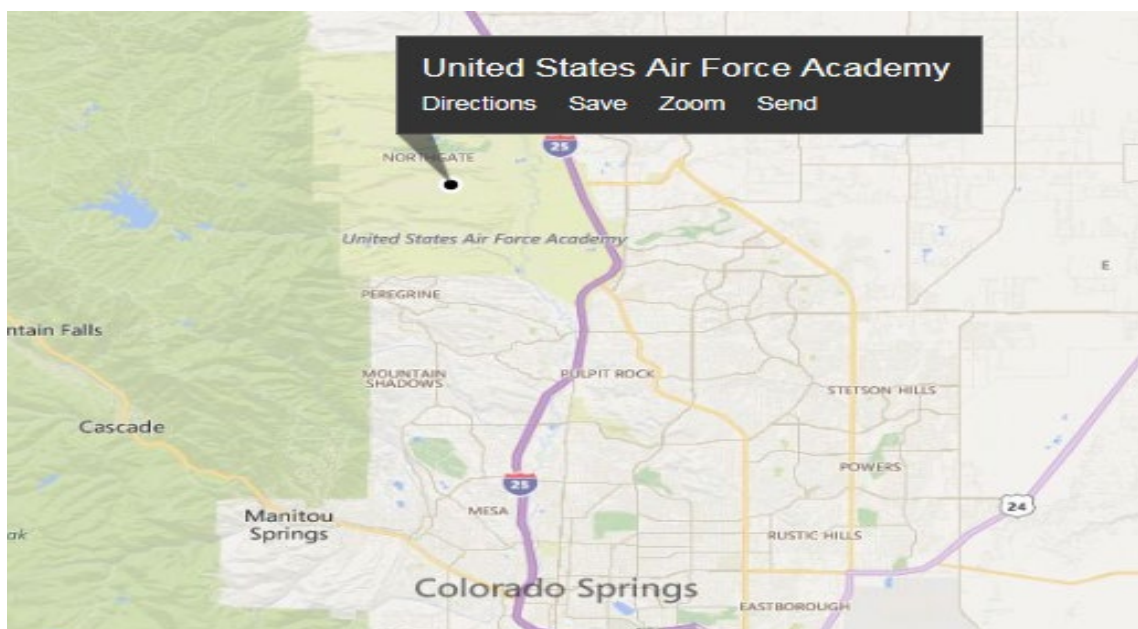 United States Air Force Academy
Directions Save Zoom Send
25
NORTHGATE
United States Air Force Academy
E
PEREGRINE
ntain Falls
MOUNTAIN
SHADOWS
PULPIT ROCK
STETSON HILLS
Cascade
POWERS
25
24
MESA
Manitou
Springs
ak
RUSTIC HILLS
Colorado Springs
EASTBOROUGH